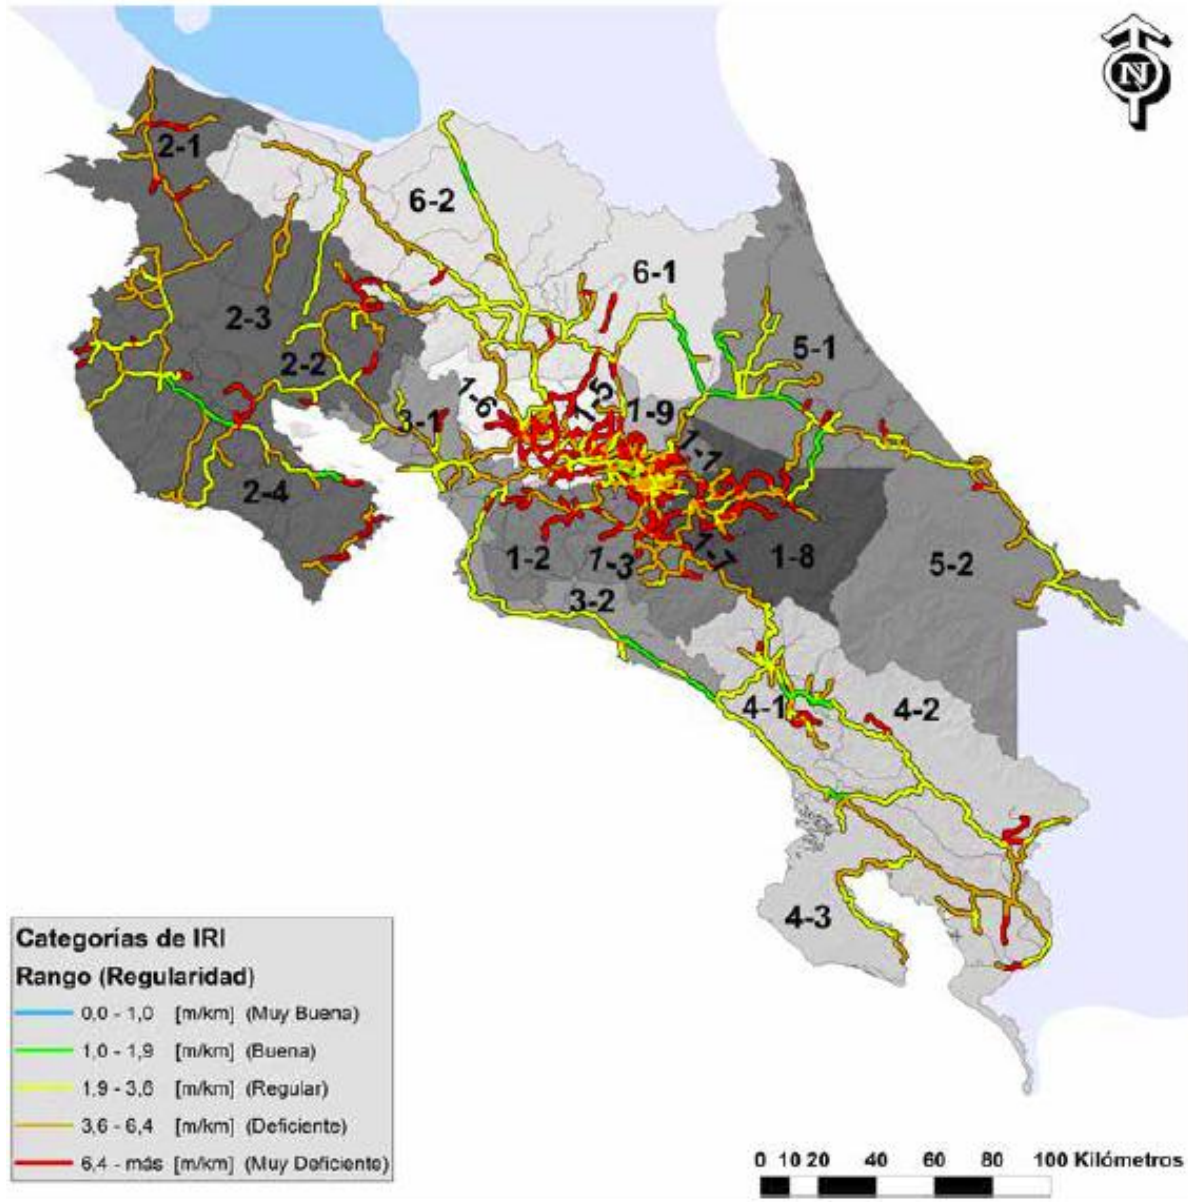 N
2-1
6-2
6-1
2-3
5-1
2-2
1-6
1-5
3-1
1-9
1-1
2-4
1-2
1-3
1-7
1-8
5-2
3-2
4-1
4-2
4-3
Categorías de IRI
Rango (Regularidad)
0,0 - 1,0 [m/km] (Muy Buena)
1,0 - 1,9 [m/km] (Buena)
1,9 - 3,6 [m/km] (Regular)
3,6 - 6,4 [m/km] (Deficiente)
6,4 - más [m/km] (Muy Deficiente)
0 10 20 40 60 80 100 Kilómetros